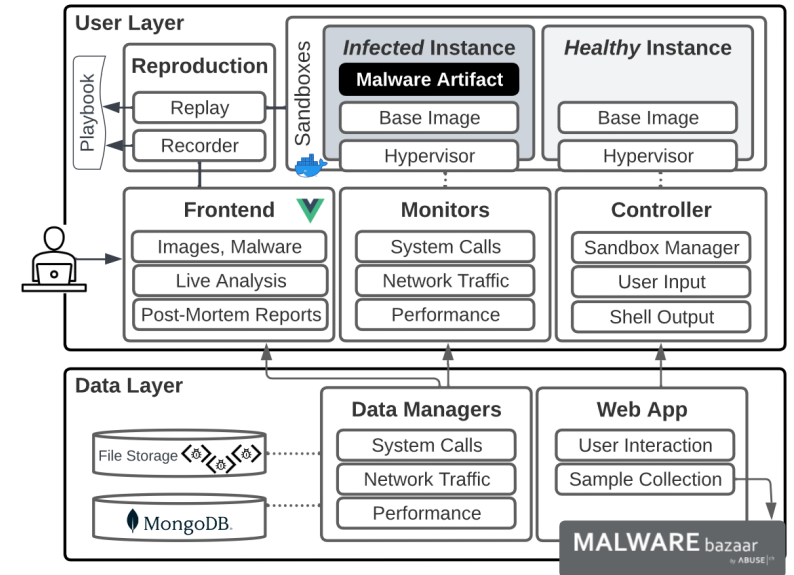 User Layer
Playbook
Reproduction
Replay
Recorder
Sandboxes
Infected Instance
Malware Artifact
Base Image
Hypervisor
Healthy Instance
Base Image
Hypervisor
Frontend
Images, Malware
Live Analysis
Post-Mortem Reports
Monitors
System Calls
Network Traffic
Performance
Controller
Sandbox Manager
User Input
Shell Output
Data Layer
File Storage
MongoDB.
Data Managers
System Calls
Network Traffic
Performance
Web App
User Interaction
Sample Collection
MALWARE bazaar
by ABUSE|ch